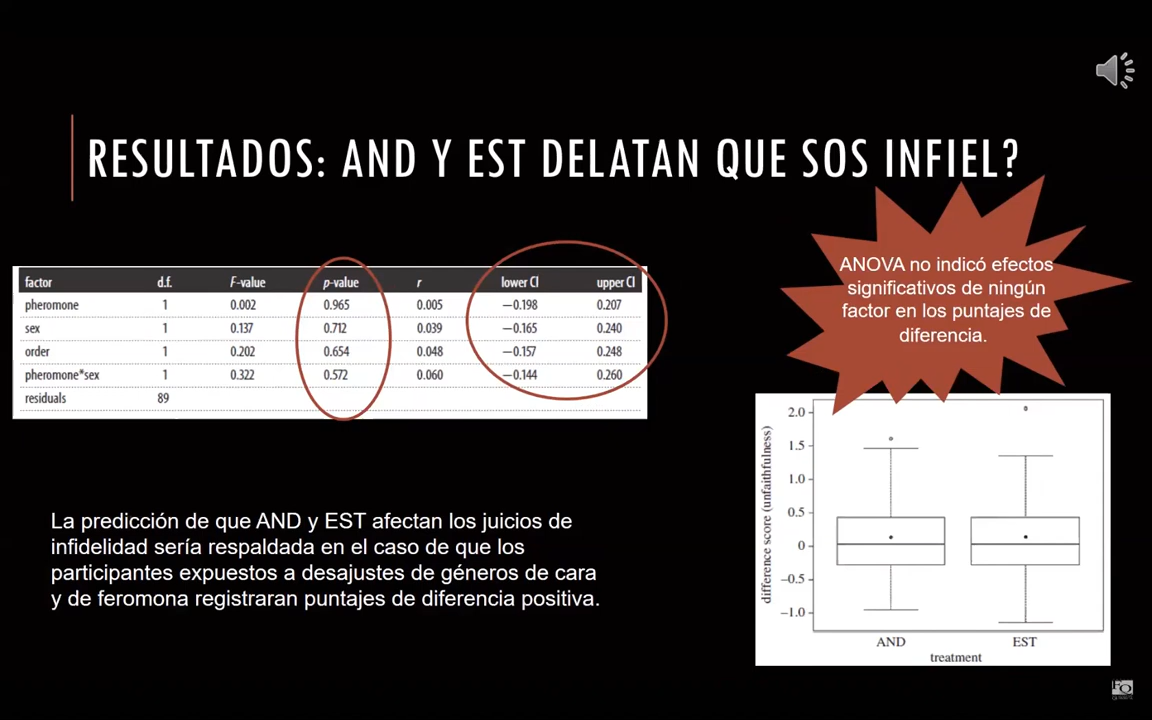 RESULTADOS: AND Y EST DELATAN QUE SOS INFIEL?
factor d.f. F-value p-value r lower CI upper CI
pheromone 1 0.002 0.965 0.005 −0.198 0.207
sex 1 0.137 0.712 0.039 −0.165 0.240
order 1 0.202 0.654 0.048 −0.157 0.248
pheromone*sex 1 0.322 0.572 0.060 −0.144 0.260
residuals 89
ANOVA no indicó efectos
significativos de ningún
factor en los puntajes de
diferencia.
La predicción de que AND y EST afectan los juicios de
infidelidad sería respaldada en el caso de que los
participantes expuestos a desajustes de géneros de cara
y de feromona registraran puntajes de diferencia positiva.
difference score (unfaithfulness)
2.0
1.5
1.0
0.5
0
−0.5
−1.0
AND EST
treatment